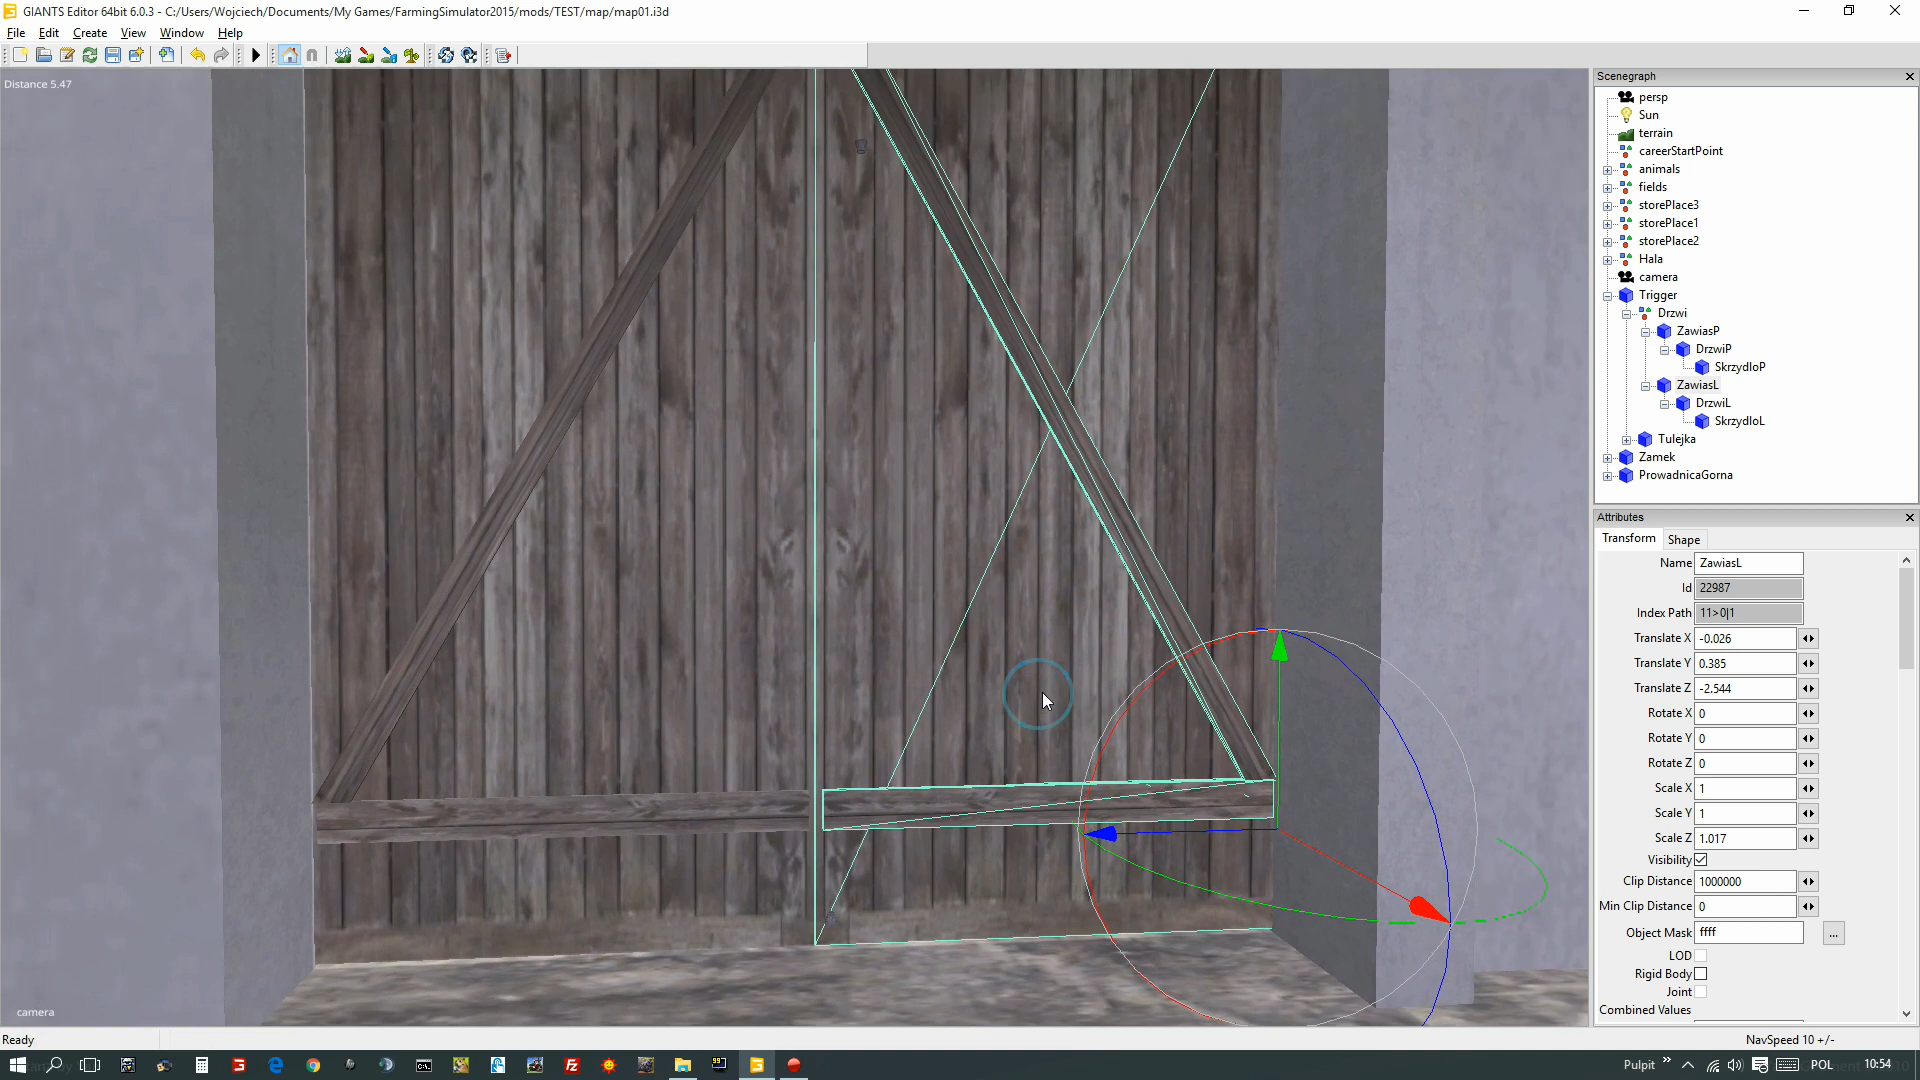 GIANTS Editor 64bit 6.0.3 - C:/Users/Wojciech/Documents/My Games/FarmingSimulator2015/mods/TEST/map/map01.i3d
File Edit Create View Window Help
Distance 5.47
camera
Ready
NavSpeed 10 +/-
Scenegraph
persp
Sun
terrain
careerStartPoint
animals
fields
storePlace3
storePlace1
storePlace2
Hala
camera
Trigger
Drzwi
ZawiasP
DrzwiP
SkrzydloP
ZawiasL
DrzwiL
SkrzydloL
Tulejka
Zamek
ProwadnicaGorna
Attributes
Transform Shape
Name ZawiasL
Id 22987
Index Path 11>0|1
Translate X -0.026
Translate Y 0.385
Translate Z -2.544
Rotate X 0
Rotate Y 0
Rotate Z 0
Scale X 1
Scale Y 1
Scale Z 1.017
Visibility
Clip Distance 1000000
Min Clip Distance 0
Object Mask ffff ...
LOD
Rigid Body
Joint
Combined Values
Pulpit POL 10:54